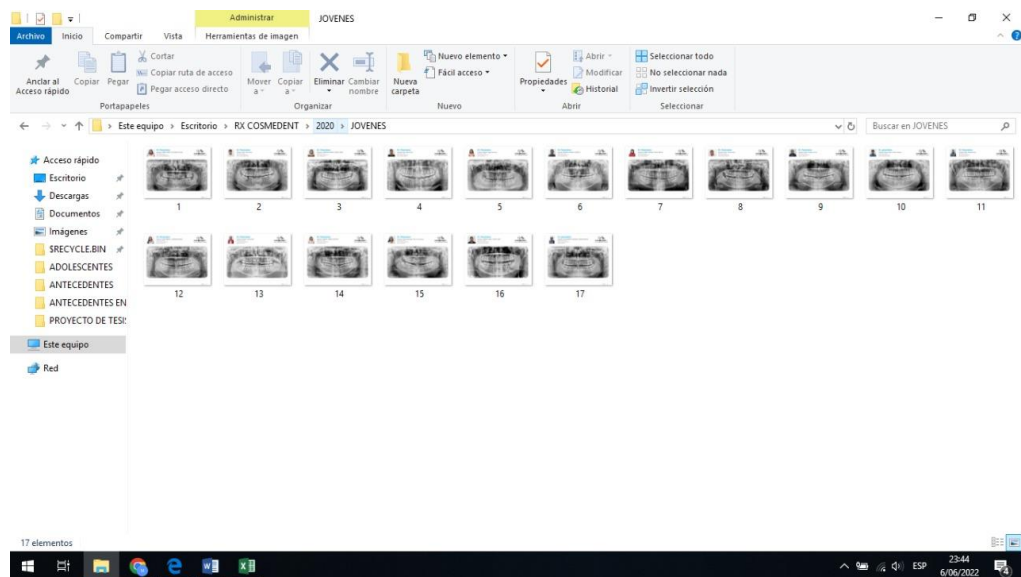 Administrar
JOVENES
Archivo Inicio Compartir Vista Herramientas de imagen
Anclar al Acceso rápido
Copiar
Pegar
Cortar
Copiar ruta de acceso
Pegar acceso directo
Portapapeles
Mover a
Copiar a
Eliminar
Cambiar nombre
Organizar
Nueva carpeta
Nuevo elemento
Fácil acceso
Nuevo
Propiedades
Abrir
Modificar
Historial
Abrir
Seleccionar todo
No seleccionar nada
Invertir selección
Seleccionar
Este equipo > Escritorio > RX COSMEDENT > 2020 > JOVENES
Buscar en JOVENES
Acceso rápido
Escritorio
Descargas
Documentos
Imágenes
$RECYCLE.BIN
ADOLESCENTES
ANTECEDENTES
ANTECEDENTES EN
PROYECTO DE TESI
Este equipo
Red
1 2 3 4 5 6 7 8 9 10 11
12 13 14 15 16 17
17 elementos
ESP
23:44
6/06/2022
4